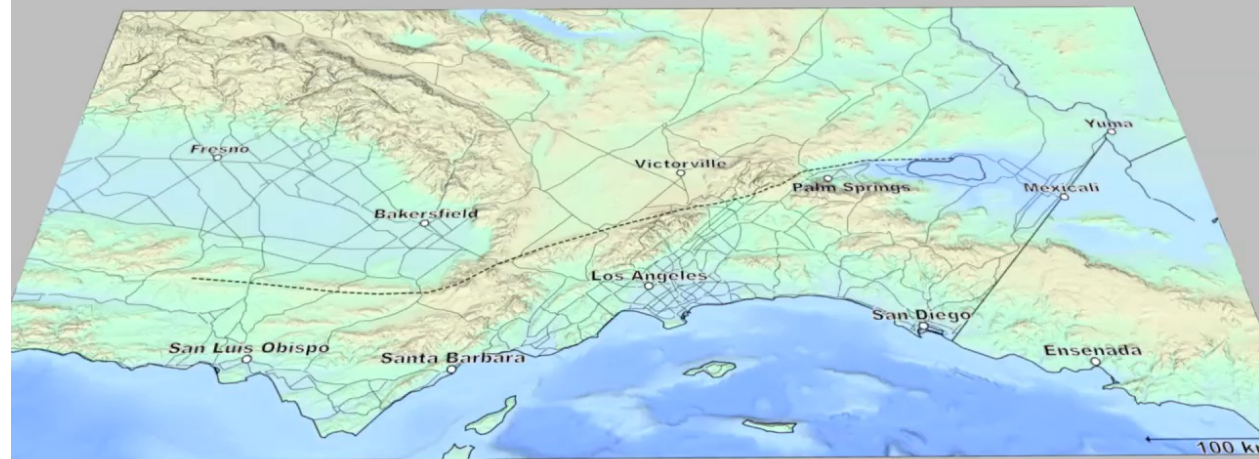 Yuma
Fresno
Victorville
Palm Springs
Mexicali
Bakersfield
Los Angeles
San Diego
San Luis Obispo
Santa Barbara
Ensenada
100 k